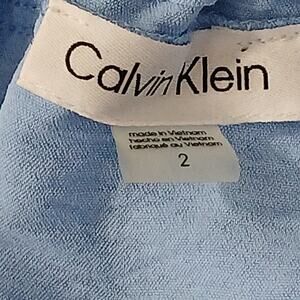 Calvin Klein
made in Vietnam
hecho en Vietnam
fabriqué au Vietnam
2